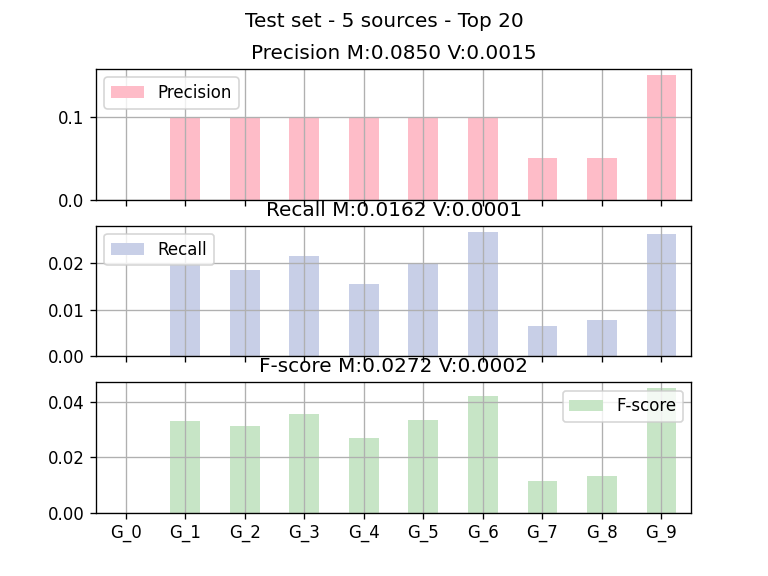 Test set - 5 sources - Top 20
Precision M:0.0850 V:0.0015
Precision
0.1
0.0
Recall M:0.0162 V:0.0001
Recall
0.02
0.01
0.00
F-score M:0.0272 V:0.0002
F-score
0.04
0.02
0.00
G_0 G_1 G_2 G_3 G_4 G_5 G_6 G_7 G_8 G_9